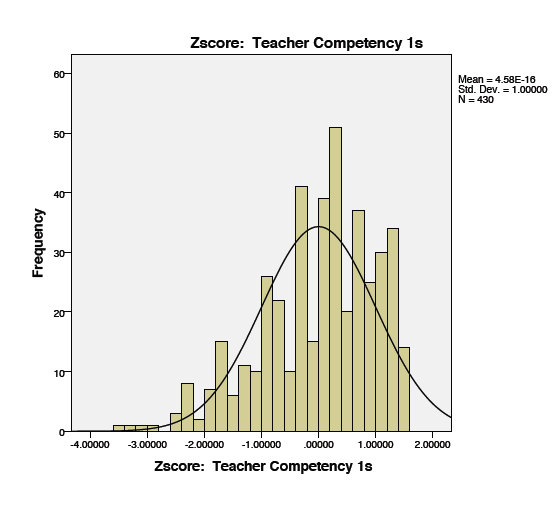 Zscore: Teacher Competency 1s
Mean = 4.58E-16
Std. Dev. = 1.00000
N = 430
60
50
40
30
20
10
0
Frequency
-4.00000 -3.00000 -2.00000 -1.00000 .00000 1.00000 2.00000
Zscore: Teacher Competency 1s